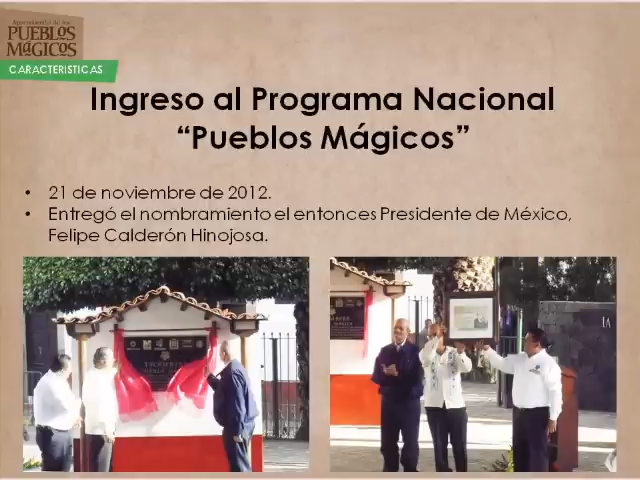 PUEBLOS
MÁGICOS
CARACTERISTICAS
Ingreso al Programa Nacional
“Pueblos Mágicos”
• 21 de noviembre de 2012.
• Entregó el nombramiento el entonces Presidente de México,
Felipe Calderón Hinojosa.